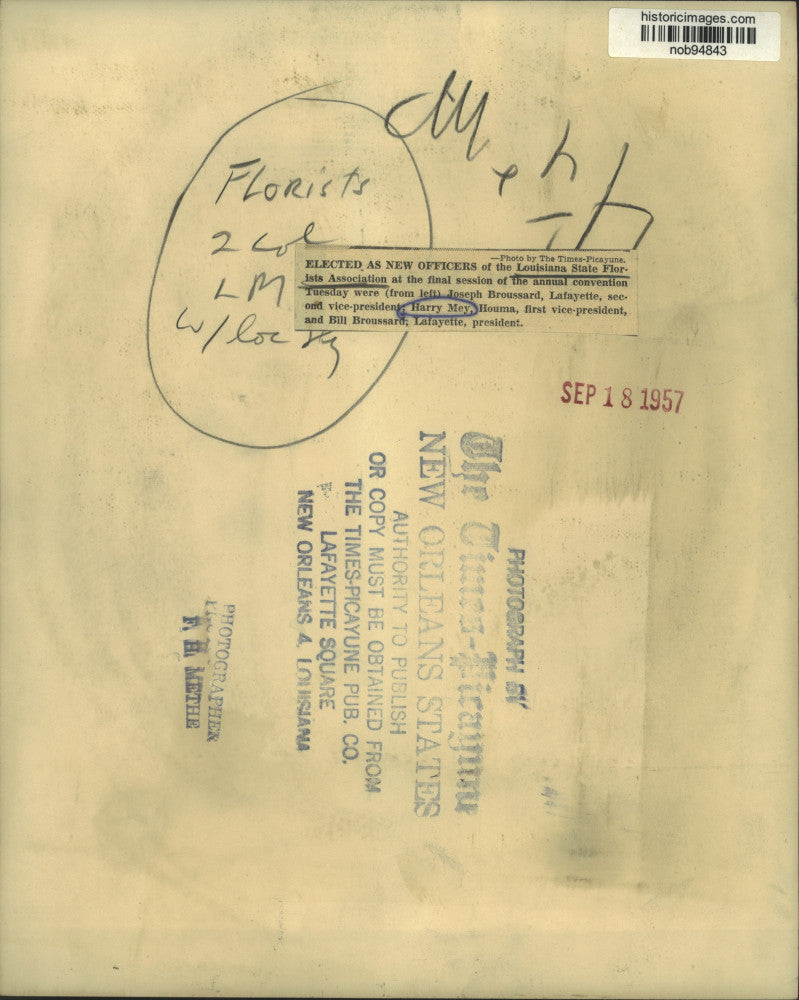 historicimages.com
nob94843
Florists
2 col
LM
w/loc
—Photo by The Times-Picayune.
ELECTED AS NEW OFFICERS of the Louisiana State Flor-
ists Association at the final session of the annual convention
Tuesday were (from left) Joseph Broussard, Lafayette, sec-
ond vice-president; Harry Mey, Houma, first vice-president,
and Bill Broussard, Lafayette, president.
SEP 18 1957
PHOTOGRAPH BY
The Times-Picayune
NEW ORLEANS STATES
AUTHORITY TO PUBLISH
OR COPY MUST BE OBTAINED FROM
THE TIMES-PICAYUNE PUB. CO.
LAFAYETTE SQUARE
NEW ORLEANS 4, LOUISIANA
PHOTOGRAPHER
F. H. METHE